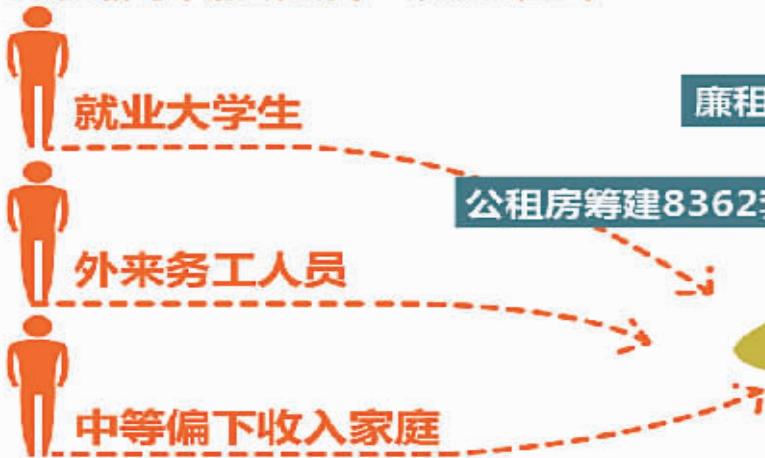 就业大学生
廉租
公租房筹建8362
外来务工人员
中等偏下收入家庭